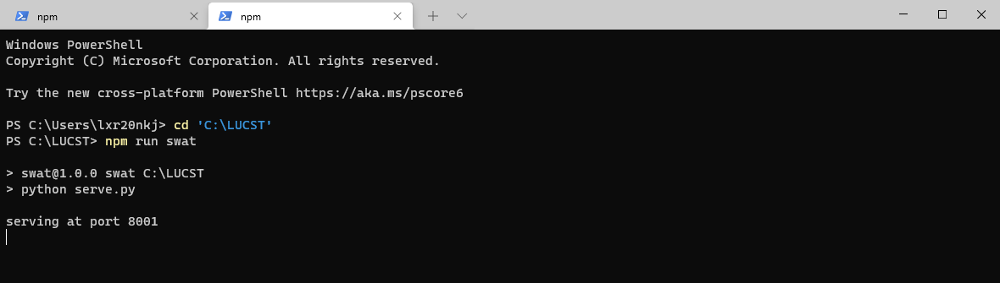 npm
npm
Windows PowerShell
Copyright (C) Microsoft Corporation. All rights reserved.
Try the new cross-platform PowerShell https://aka.ms/pscore6
PS C:\Users\lxr20nkj> cd 'C:\LUCST'
PS C:\LUCST> npm run swat
> swat@1.0.0 swat C:\LUCST
> python serve.py
serving at port 8001